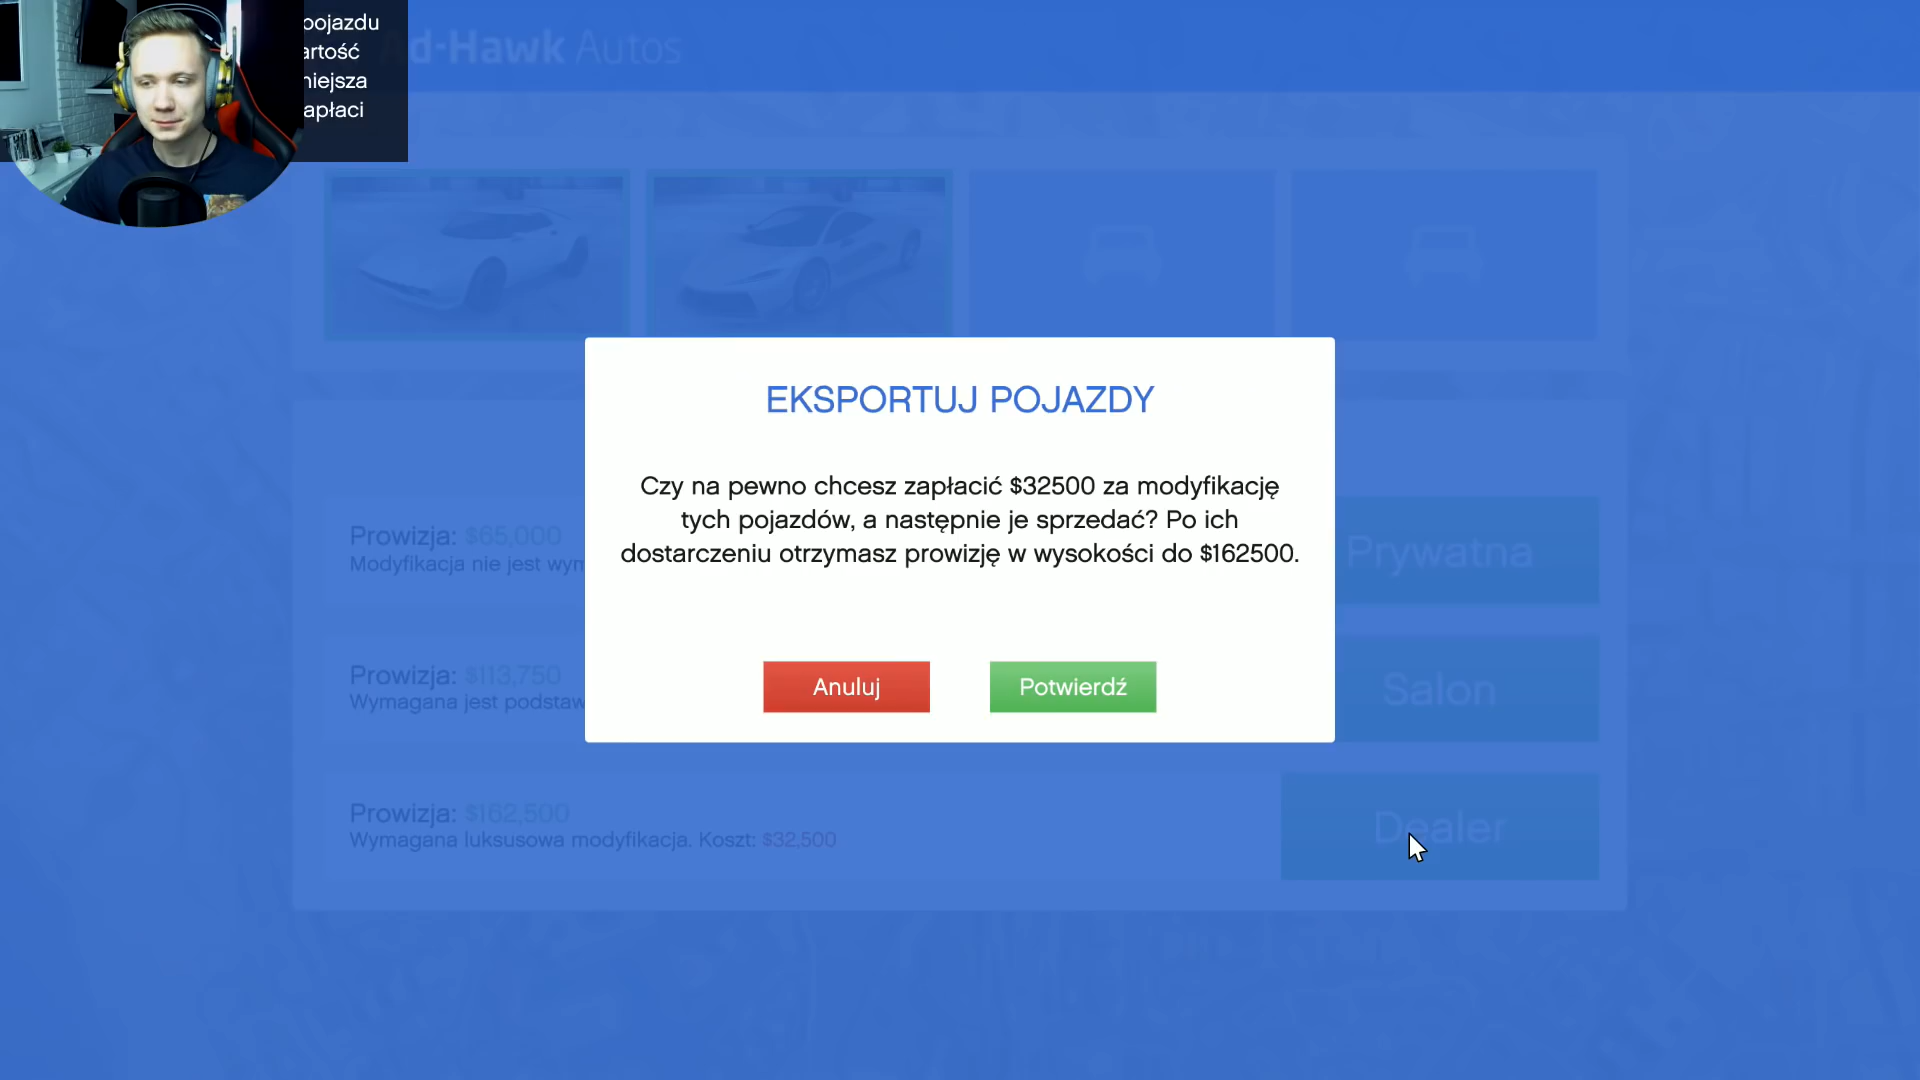 pojazdu
artość
niejsza
apłaci
Ad-Hawk Autos
EKSPORTUJ POJAZDY
Czy na pewno chcesz zapłacić $32500 za modyfikację
tych pojazdów, a następnie je sprzedać? Po ich
dostarczeniu otrzymasz prowizję w wysokości do $162500.
Anuluj
Potwierdź
Prowizja: $65,000
Modyfikacja nie jest wym
Prywatna
Prowizja: $113,750
Wymagana jest podstaw
Salon
Prowizja: $162,500
Wymagana luksusowa modyfikacja. Koszt: $32,500
Dealer